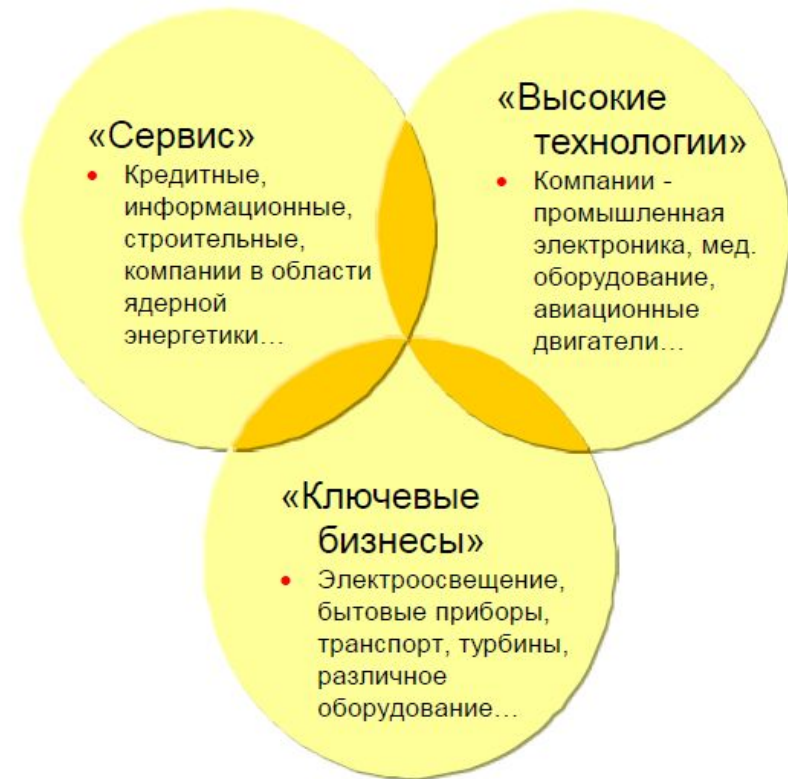 «Сервис»
• Кредитные,
информационные,
строительные,
компании в области
ядерной
энергетики…
«Высокие
технологии»
• Компании -
промышленная
электроника, мед.
оборудование,
авиационные
двигатели…
«Ключевые
бизнесы»
• Электроосвещение,
бытовые приборы,
транспорт, турбины,
различное
оборудование…